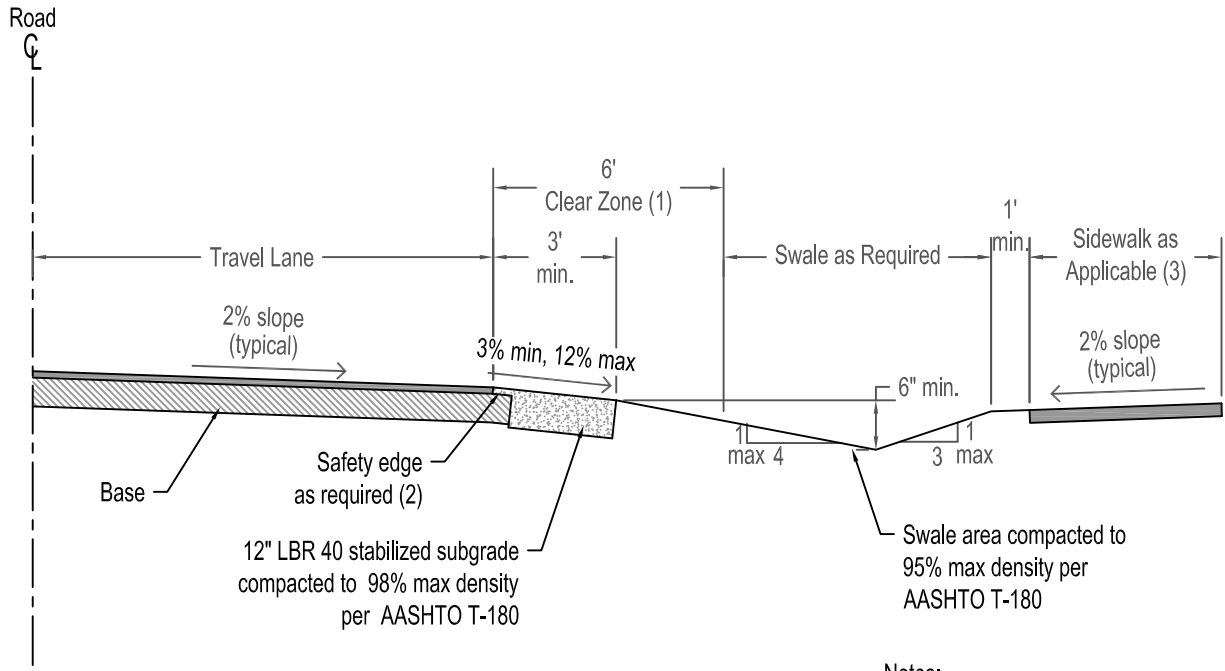 Road
CL
6'
Clear Zone (1)
1'
min.
3'
min.
Travel Lane
Swale as Required
Sidewalk as
Applicable (3)
2% slope
(typical)
3% min, 12% max
2% slope
(typical)
6" min.
1
max 4
1
3 max
Safety edge
as required (2)
Base
12" LBR 40 stabilized subgrade
compacted to 98% max density
per AASHTO T-180
Swale area compacted to
95% max density per
AASHTO T-180
Notes: